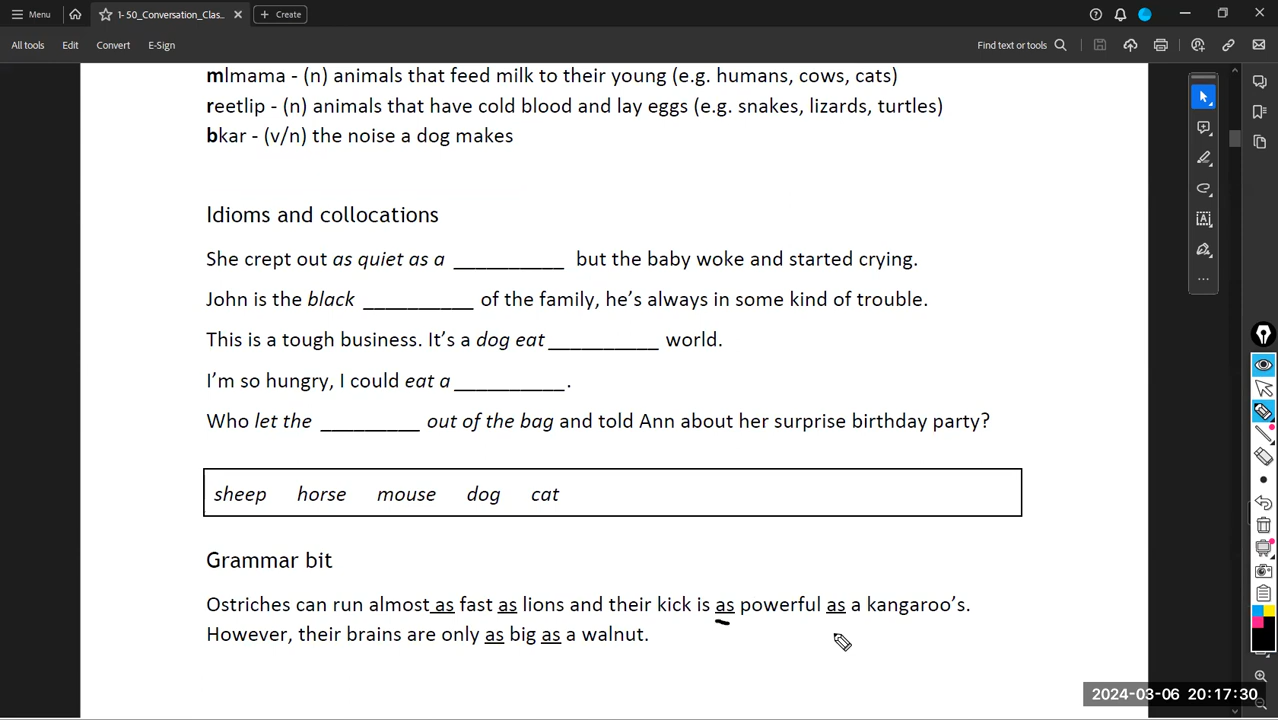 Menu
1- 50_Conversation_Clas...
Create
All tools
Edit
Convert
E-Sign
Find text or tools
mlmama - (n) animals that feed milk to their young (e.g. humans, cows, cats)
reetlip - (n) animals that have cold blood and lay eggs (e.g. snakes, lizards, turtles)
bkar - (v/n) the noise a dog makes
Idioms and collocations
She crept out as quiet as a __________ but the baby woke and started crying.
John is the black __________ of the family, he's always in some kind of trouble.
This is a tough business. It's a dog eat __________ world.
I'm so hungry, I could eat a __________.
Who let the _________ out of the bag and told Ann about her surprise birthday party?
sheep horse mouse dog cat
Grammar bit
Ostriches can run almost as fast as lions and their kick is as powerful as a kangaroo's.
However, their brains are only as big as a walnut.
2024-03-06 20:17:30